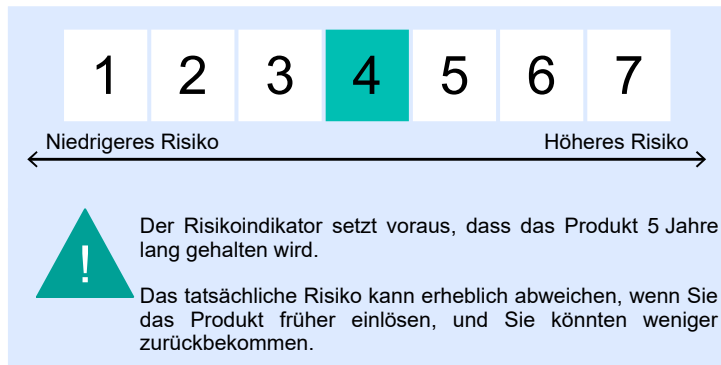 1 2 3 4 5 6 7
Niedrigeres Risiko Höheres Risiko
!
Der Risikoindikator setzt voraus, dass das Produkt 5 Jahre
lang gehalten wird.
Das tatsächliche Risiko kann erheblich abweichen, wenn Sie
das Produkt früher einlösen, und Sie könnten weniger
zurückbekommen.